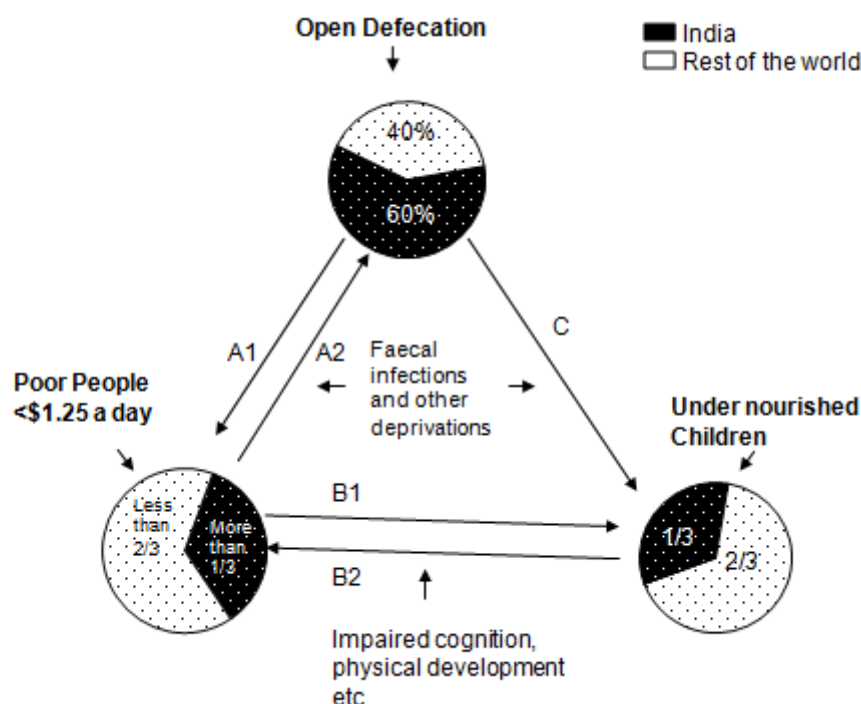 Open Defecation
India
Rest of the world
40%
60%
A1
A2
C
Faecal
infections
and other
deprivations
Poor People
<$1.25 a day
Under nourished
Children
Less
than
2/3
More
than
1/3
B1
B2
1/3
2/3
Impaired cognition,
physical development
etc